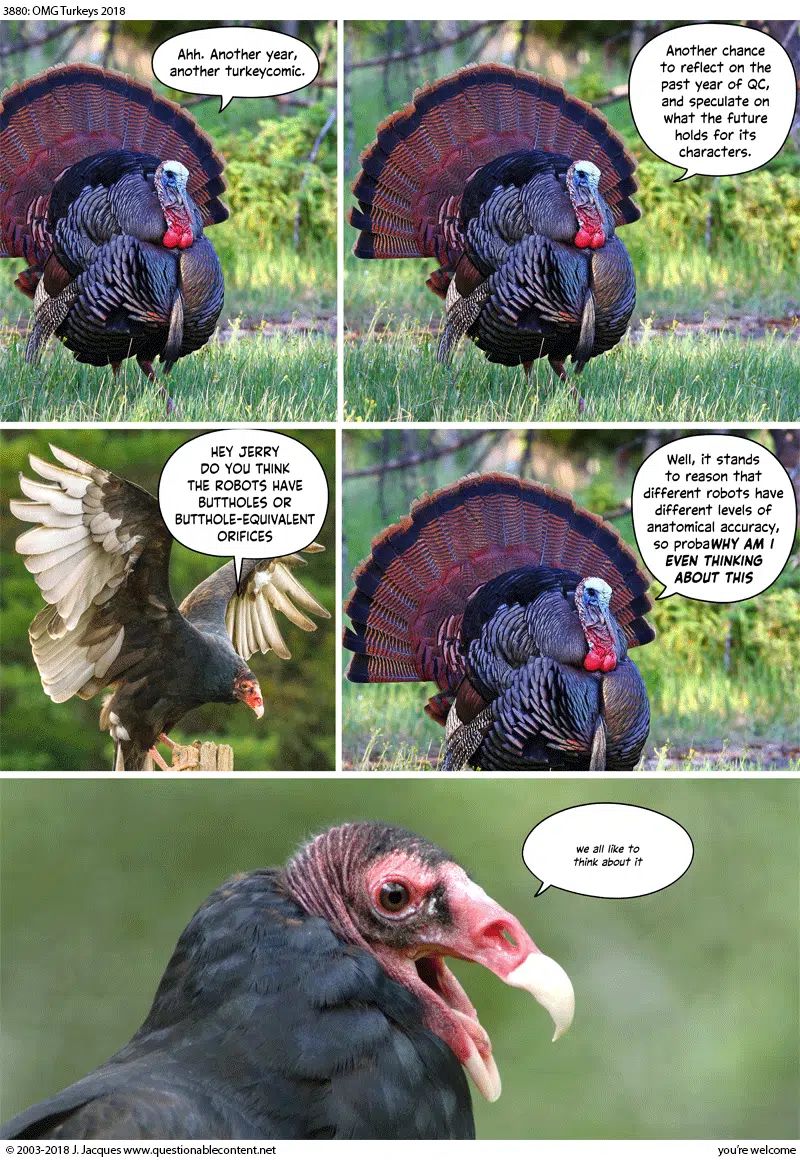 3880: OMG Turkeys 2018
Ahh. Another year,
another turkeycomic.
Another chance
to reflect on the
past year of QC,
and speculate on
what the future
holds for its
characters.
HEY JERRY
DO YOU THINK
THE ROBOTS HAVE
BUTTHOLES OR
BUTTHOLE-EQUIVALENT
ORIFICES
Well, it stands
to reason that
different robots have
different levels of
anatomical accuracy,
so probaWHY AM I
EVEN THINKING
ABOUT THIS
we all like to
think about it
© 2003-2018 J. Jacques www.questionablecontent.net
you're welcome